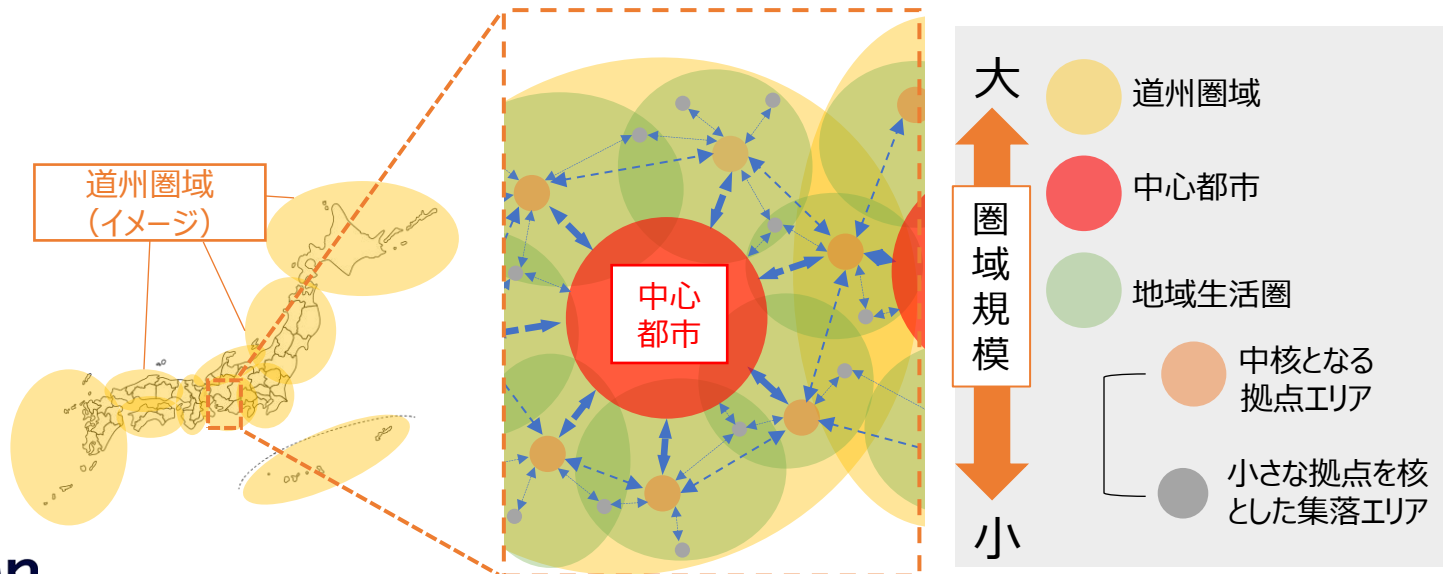 道州圏域
（イメージ）
中心
都市
大
圏域規模
小
道州圏域
中心都市
地域生活圏
中核となる
拠点エリア
小さな拠点を核
とした集落エリア